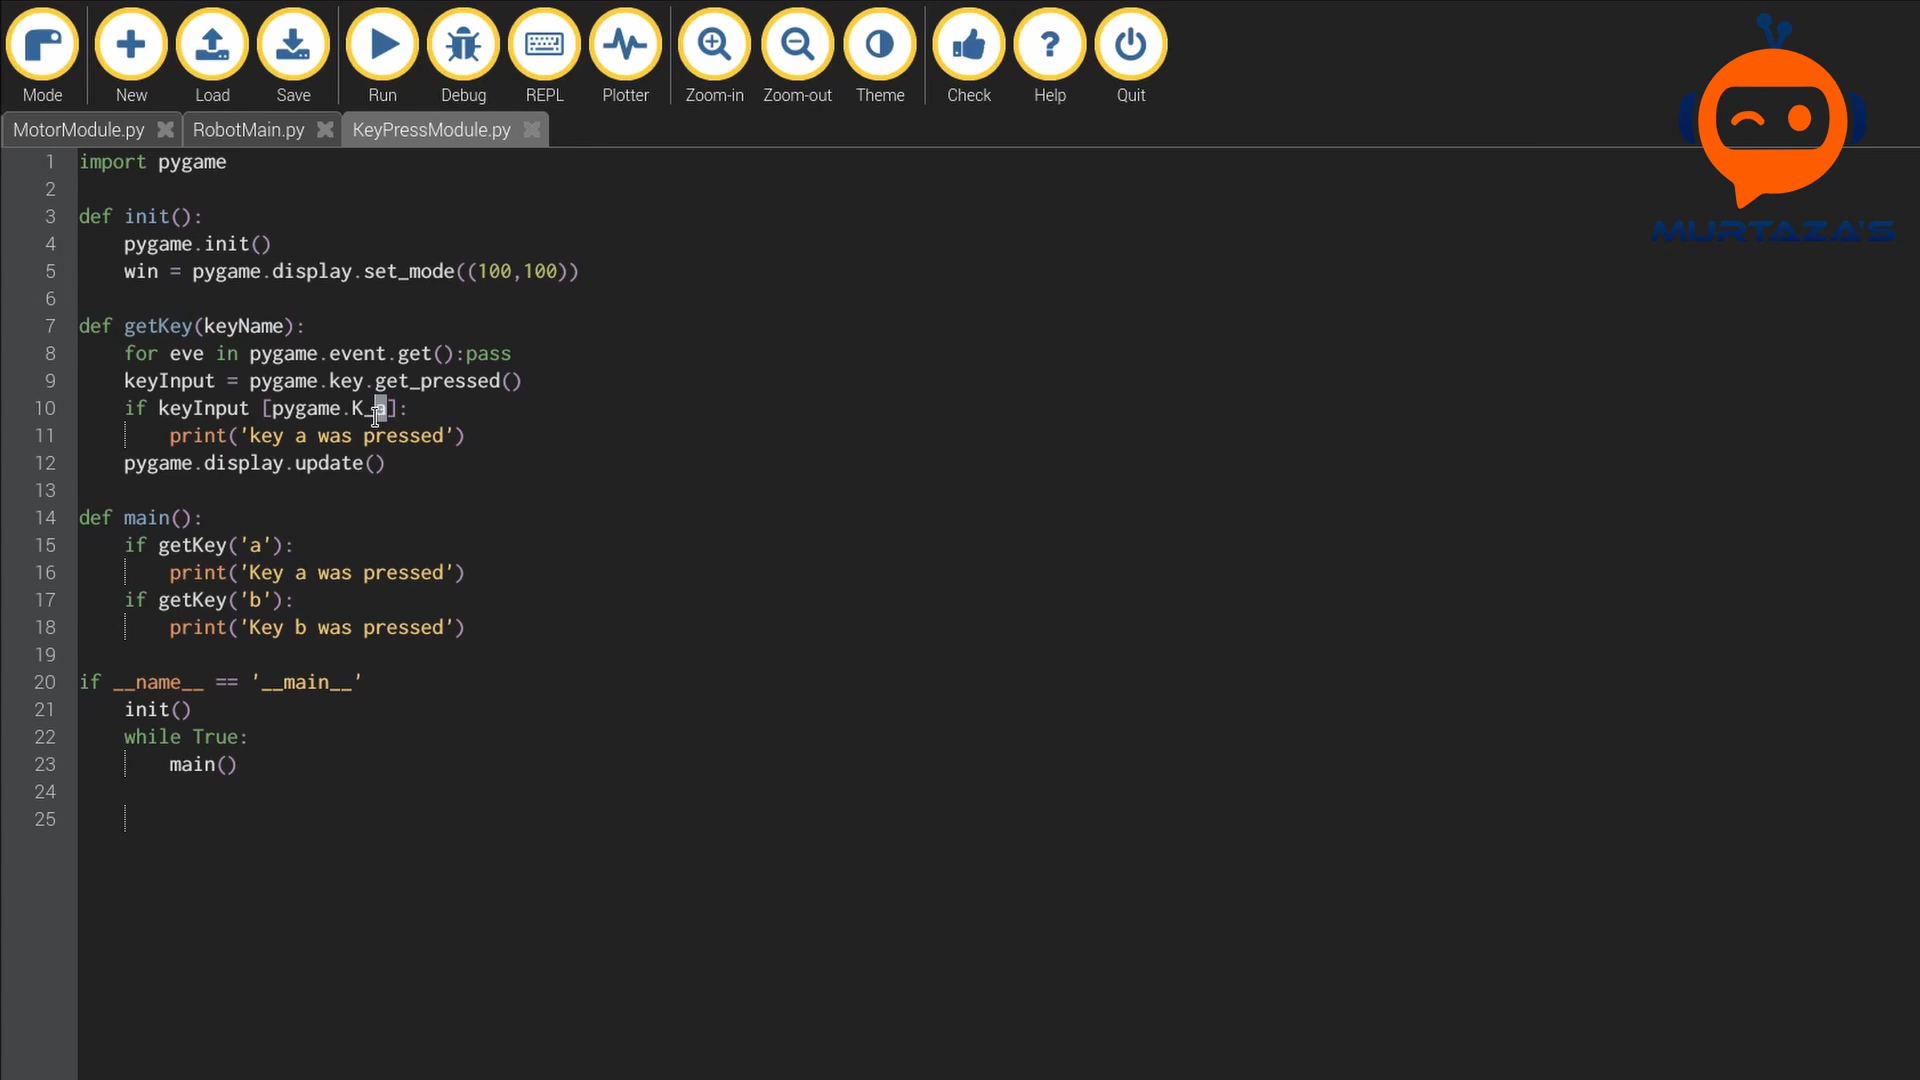 Mode New Load Save Run Debug REPL Plotter Zoom-in Zoom-out Theme Check Help Quit
MotorModule.py RobotMain.py KeyPressModule.py
MURTAZA'S
1 import pygame
2
3 def init():
4     pygame.init()
5     win = pygame.display.set_mode((100,100))
6
7 def getKey(keyName):
8     for eve in pygame.event.get():pass
9     keyInput = pygame.key.get_pressed()
10     if keyInput [pygame.K_a]:
11         print('key a was pressed')
12     pygame.display.update()
13
14 def main():
15     if getKey('a'):
16         print('Key a was pressed')
17     if getKey('b'):
18         print('Key b was pressed')
19
20 if __name__ == '__main__'
21     init()
22     while True:
23         main()
24
25